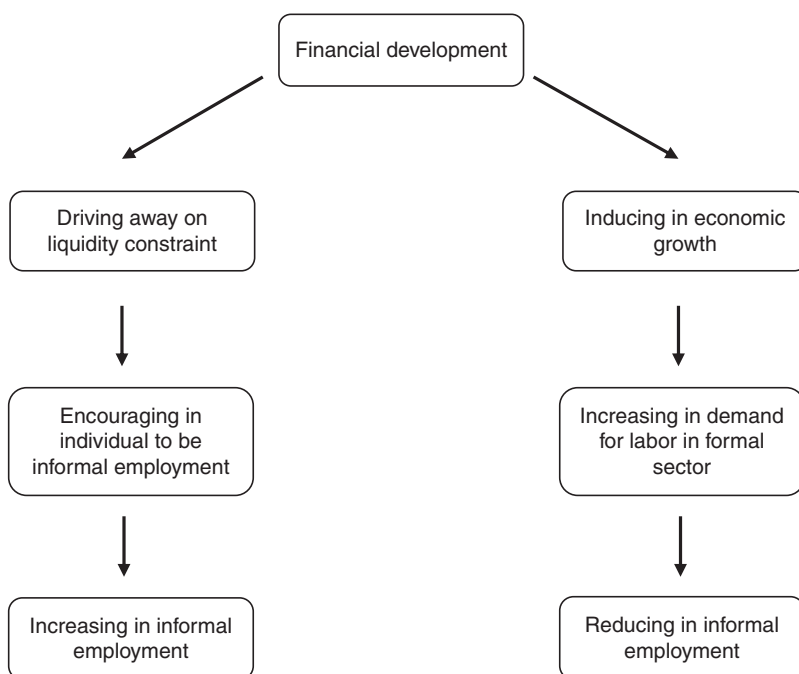 Financial development
Driving away on
liquidity constraint
Inducing in economic
growth
Encouraging in
individual to be
informal employment
Increasing in demand
for labor in formal
sector
Increasing in informal
employment
Reducing in informal
employment